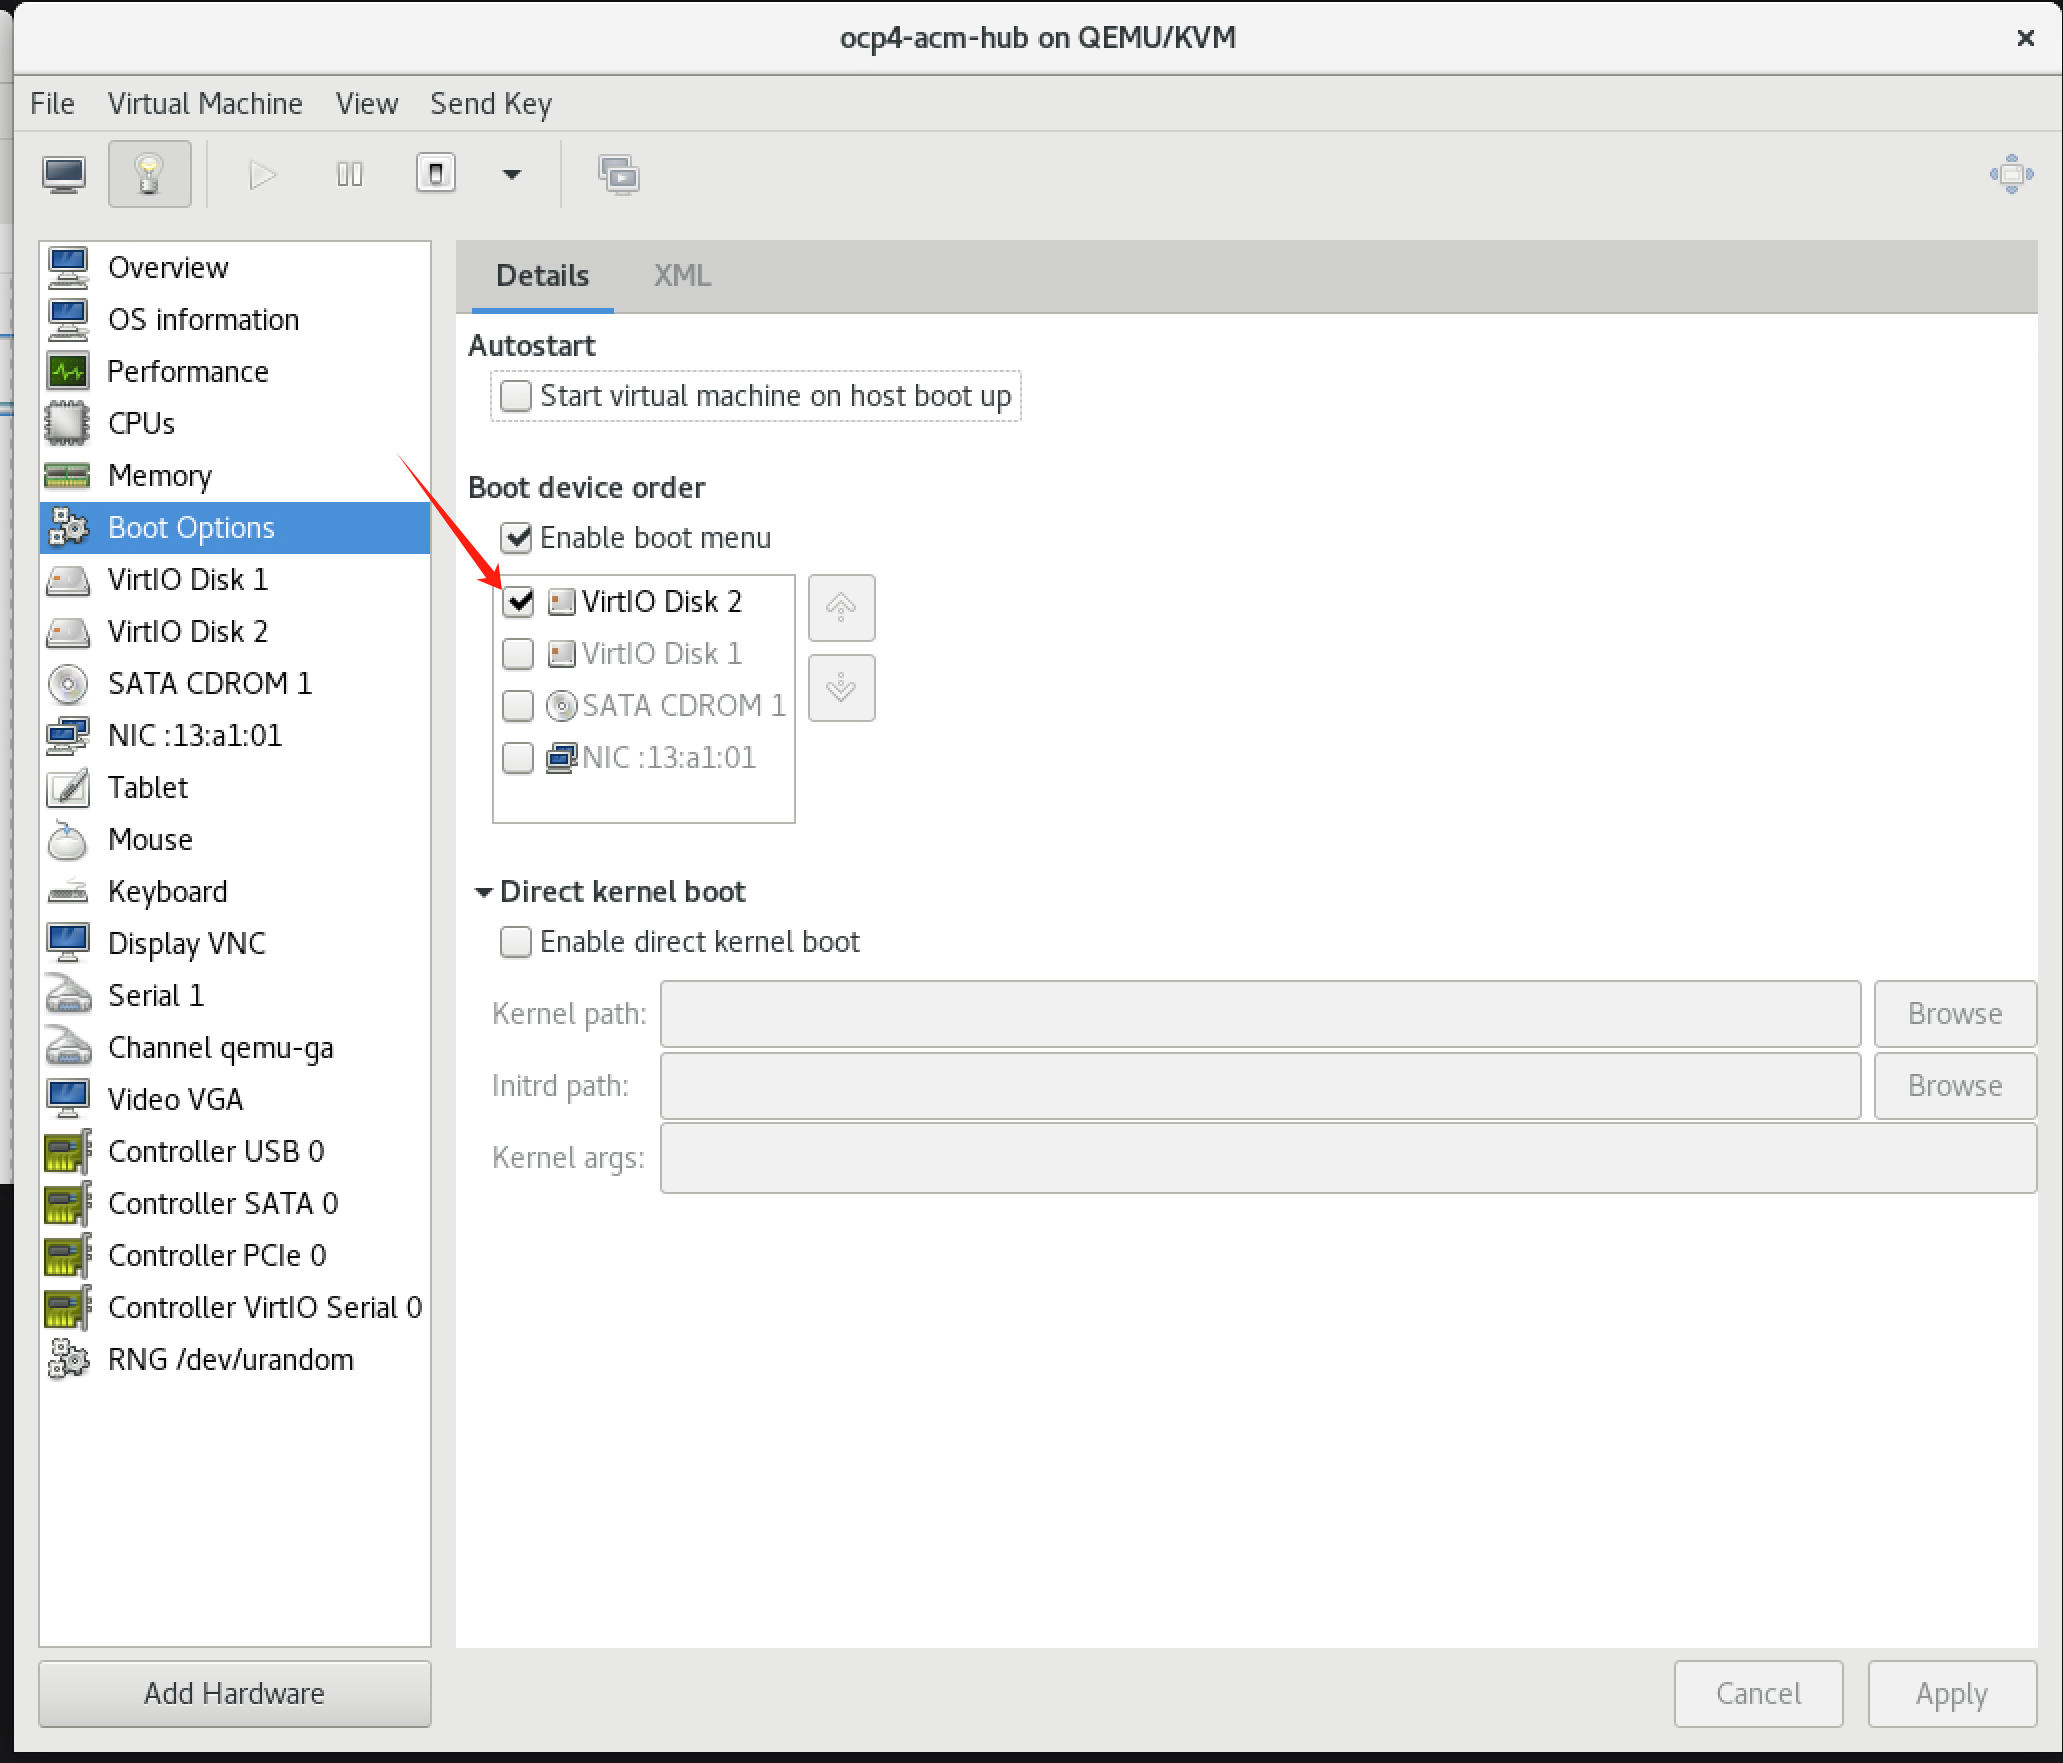 ocp4-acm-hub on QEMU/KVM
File Virtual Machine View Send Key
Overview
OS information
Performance
CPUs
Memory
Boot Options
VirtIO Disk 1
VirtIO Disk 2
SATA CDROM 1
NIC :13:a1:01
Tablet
Mouse
Keyboard
Display VNC
Serial 1
Channel qemu-ga
Video VGA
Controller USB 0
Controller SATA 0
Controller PCIe 0
Controller VirtIO Serial 0
RNG /dev/urandom
Add Hardware
Details XML
Autostart
Start virtual machine on host boot up
Boot device order
Enable boot menu
VirtIO Disk 2
VirtIO Disk 1
SATA CDROM 1
NIC :13:a1:01
Direct kernel boot
Enable direct kernel boot
Kernel path: Browse
Initrd path: Browse
Kernel args:
Cancel Apply